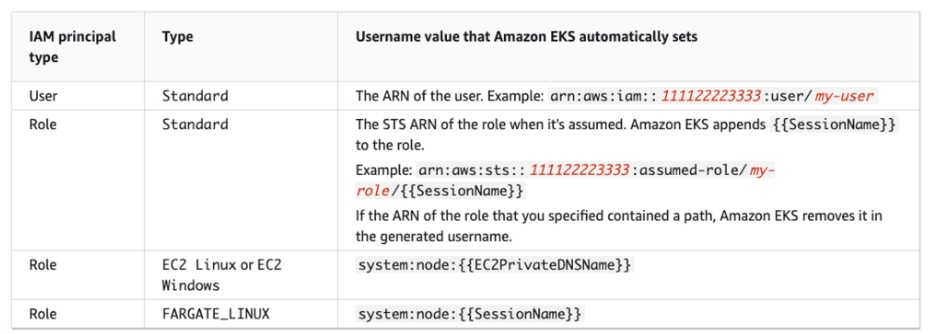 IAM principal type
Type
Username value that Amazon EKS automatically sets
User
Standard
The ARN of the user. Example: arn:aws:iam::111122223333:user/my-user
Role
Standard
The STS ARN of the role when it's assumed. Amazon EKS appends {{SessionName}}
to the role.
Example: arn:aws:sts::111122223333:assumed-role/my-
role/{{SessionName}}
If the ARN of the role that you specified contained a path, Amazon EKS removes it in
the generated username.
Role
EC2 Linux or EC2
Windows
system:node:{{EC2PrivateDNSName}}
Role
FARGATE_LINUX
system:node:{{SessionName}}